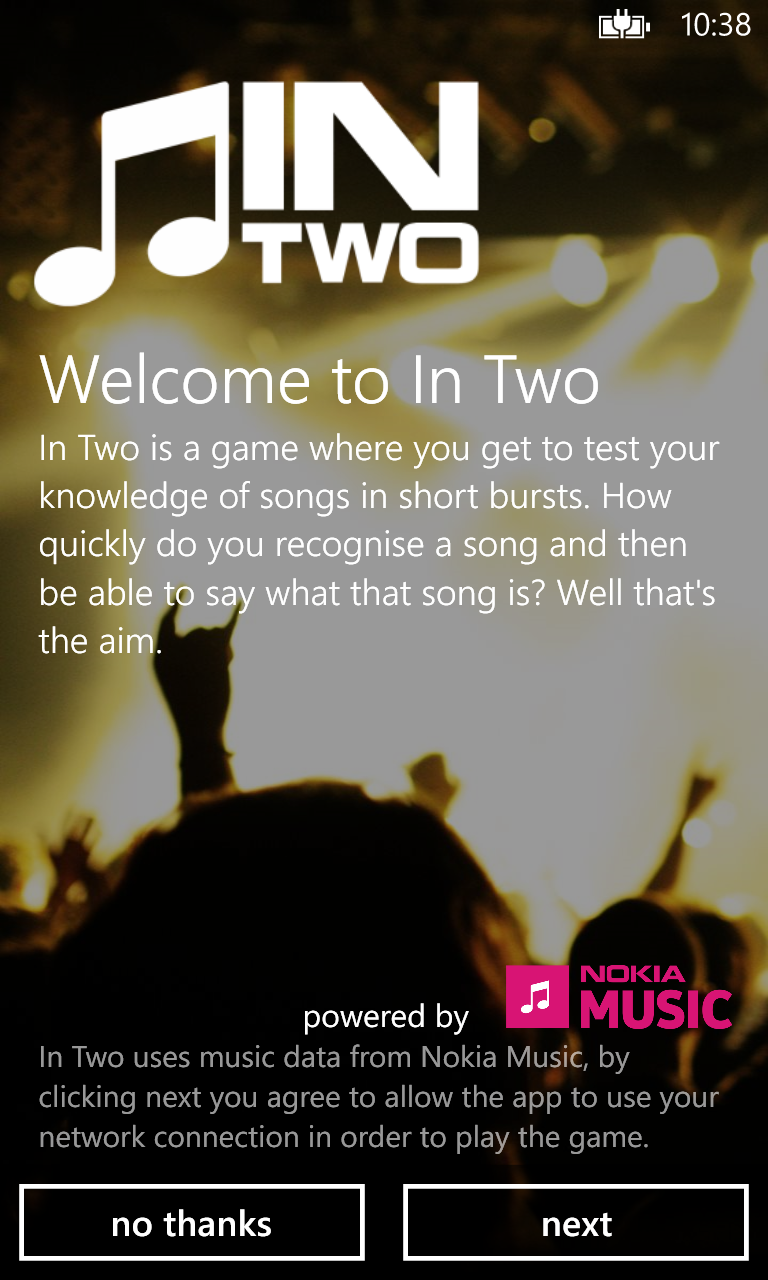 10:38
IN
TWO
Welcome to In Two
In Two is a game where you get to test your
knowledge of songs in short bursts. How
quickly do you recognise a song and then
be able to say what that song is? Well that's
the aim.
NOKIA
powered by MUSIC
In Two uses music data from Nokia Music, by
clicking next you agree to allow the app to use your
network connection in order to play the game.
no thanks next